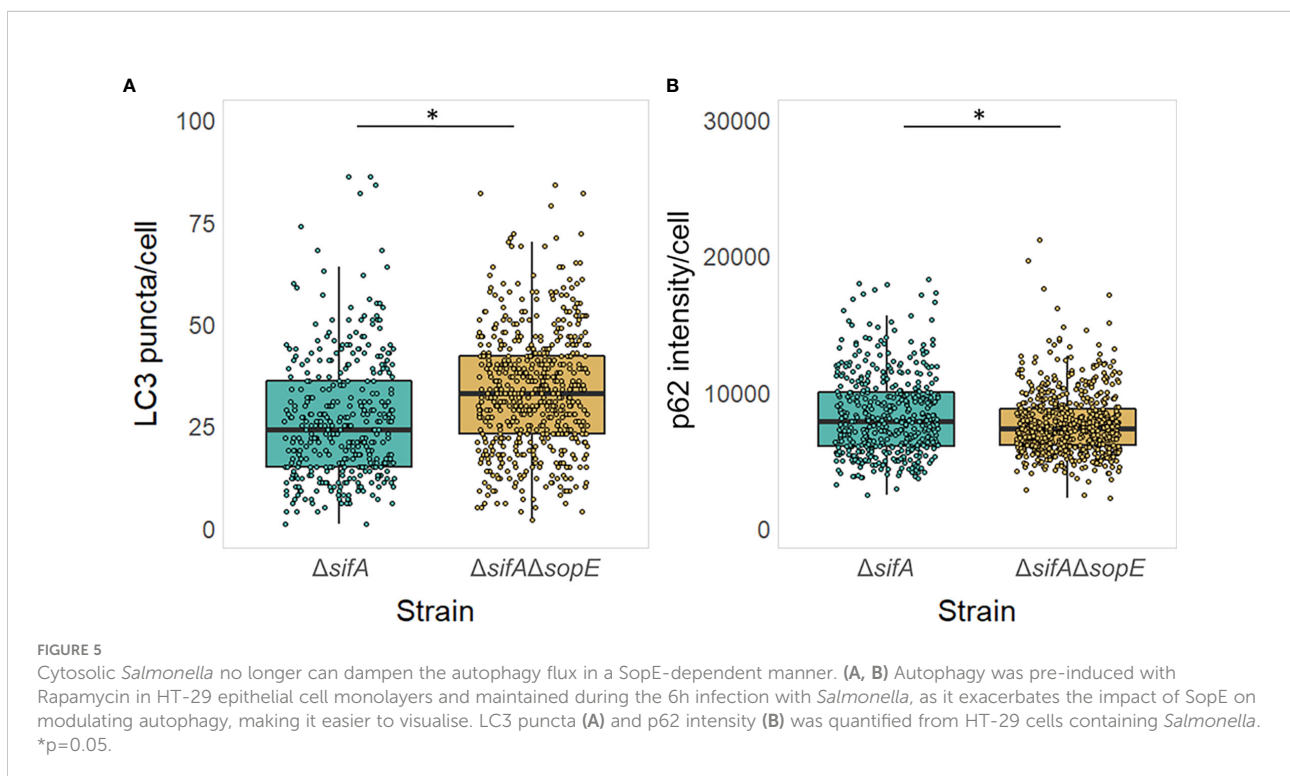 A
B
*
*
100
75
50
25
0
LC3 puncta/cell
30000
20000
10000
0
p62 intensity/cell
ΔsifA
ΔsifAΔsopE
Strain
ΔsifA
ΔsifAΔsopE
Strain
FIGURE 5
Cytosolic Salmonella no longer can dampen the autophagy flux in a SopE-dependent manner. (A, B) Autophagy was pre-induced with
Rapamycin in HT-29 epithelial cell monolayers and maintained during the 6h infection with Salmonella, as it exacerbates the impact of SopE on
modulating autophagy, making it easier to visualise. LC3 puncta (A) and p62 intensity (B) was quantified from HT-29 cells containing Salmonella.
*p=0.05.